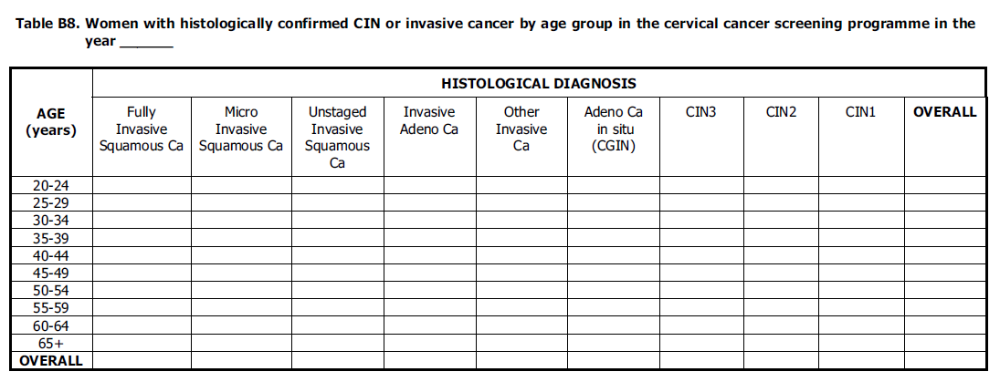 Table B8. Women with histologically confirmed CIN or invasive cancer by age group in the cervical cancer screening programme in the
year ______
HISTOLOGICAL DIAGNOSIS
AGE
(years)
Fully
Invasive
Squamous Ca
Micro
Invasive
Squamous Ca
Unstaged
Invasive
Squamous
Ca
Invasive
Adeno Ca
Other
Invasive
Ca
Adeno Ca
in situ
(CGIN)
CIN3
CIN2
CIN1
OVERALL
20-24
25-29
30-34
35-39
40-44
45-49
50-54
55-59
60-64
65+
OVERALL